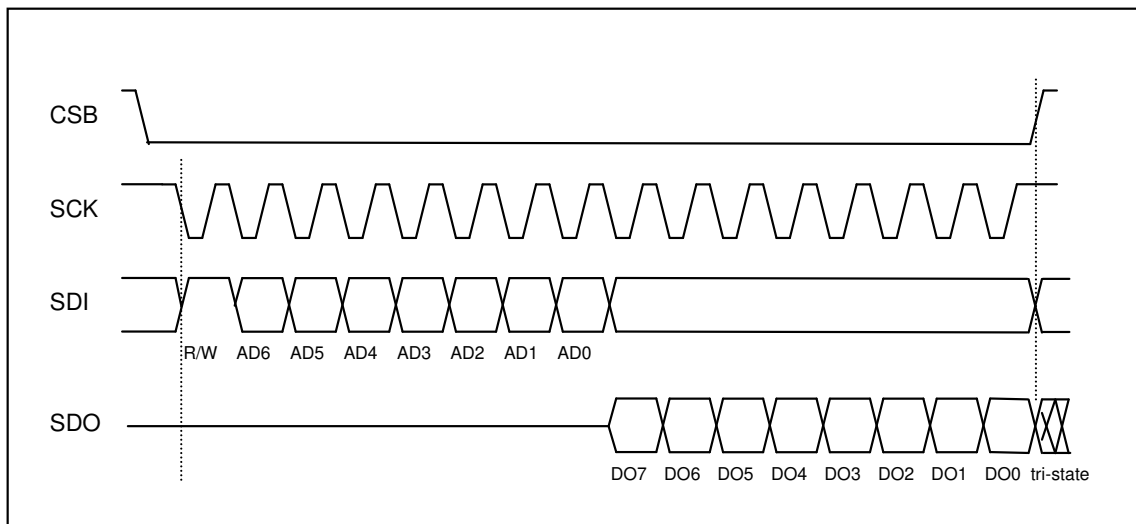 CSB
SCK
SDI
R/W AD6 AD5 AD4 AD3 AD2 AD1 AD0
SDO
DO7 DO6 DO5 DO4 DO3 DO2 DO1 DO0 tri-state